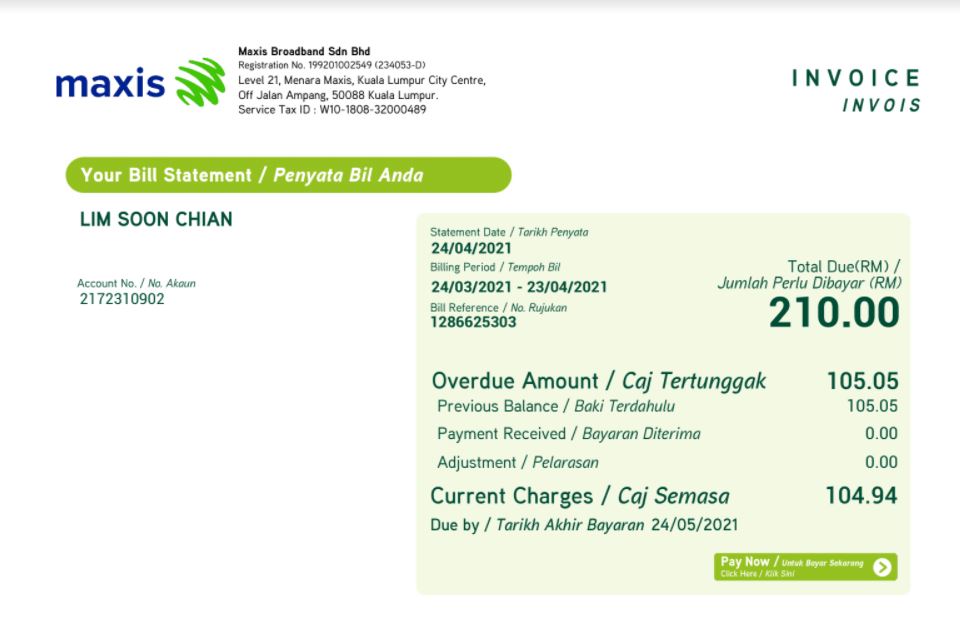 maxis
Maxis Broadband Sdn Bhd
Registration No. 199201002549 (234053-D)
Level 21, Menara Maxis, Kuala Lumpur City Centre,
Off Jalan Ampang, 50088 Kuala Lumpur.
Service Tax ID : W10-1808-32000489
INVOICE
INVOIS
Your Bill Statement / Penyata Bil Anda
LIM SOON CHIAN
Account No. / No. Akaun
2172310902
Statement Date / Tarikh Penyata
24/04/2021
Billing Period / Tempoh Bil
24/03/2021 - 23/04/2021
Bill Reference / No. Rujukan
1286625303
Total Due(RM) /
Jumlah Perlu Dibayar (RM)
210.00
Overdue Amount / Caj Tertunggak 105.05
Previous Balance / Baki Terdahulu 105.05
Payment Received / Bayaran Diterima 0.00
Adjustment / Pelarasan 0.00
Current Charges / Caj Semasa 104.94
Due by / Tarikh Akhir Bayaran 24/05/2021
Pay Now / Untuk Bayar Sekarang
Click Here / Klik Sini